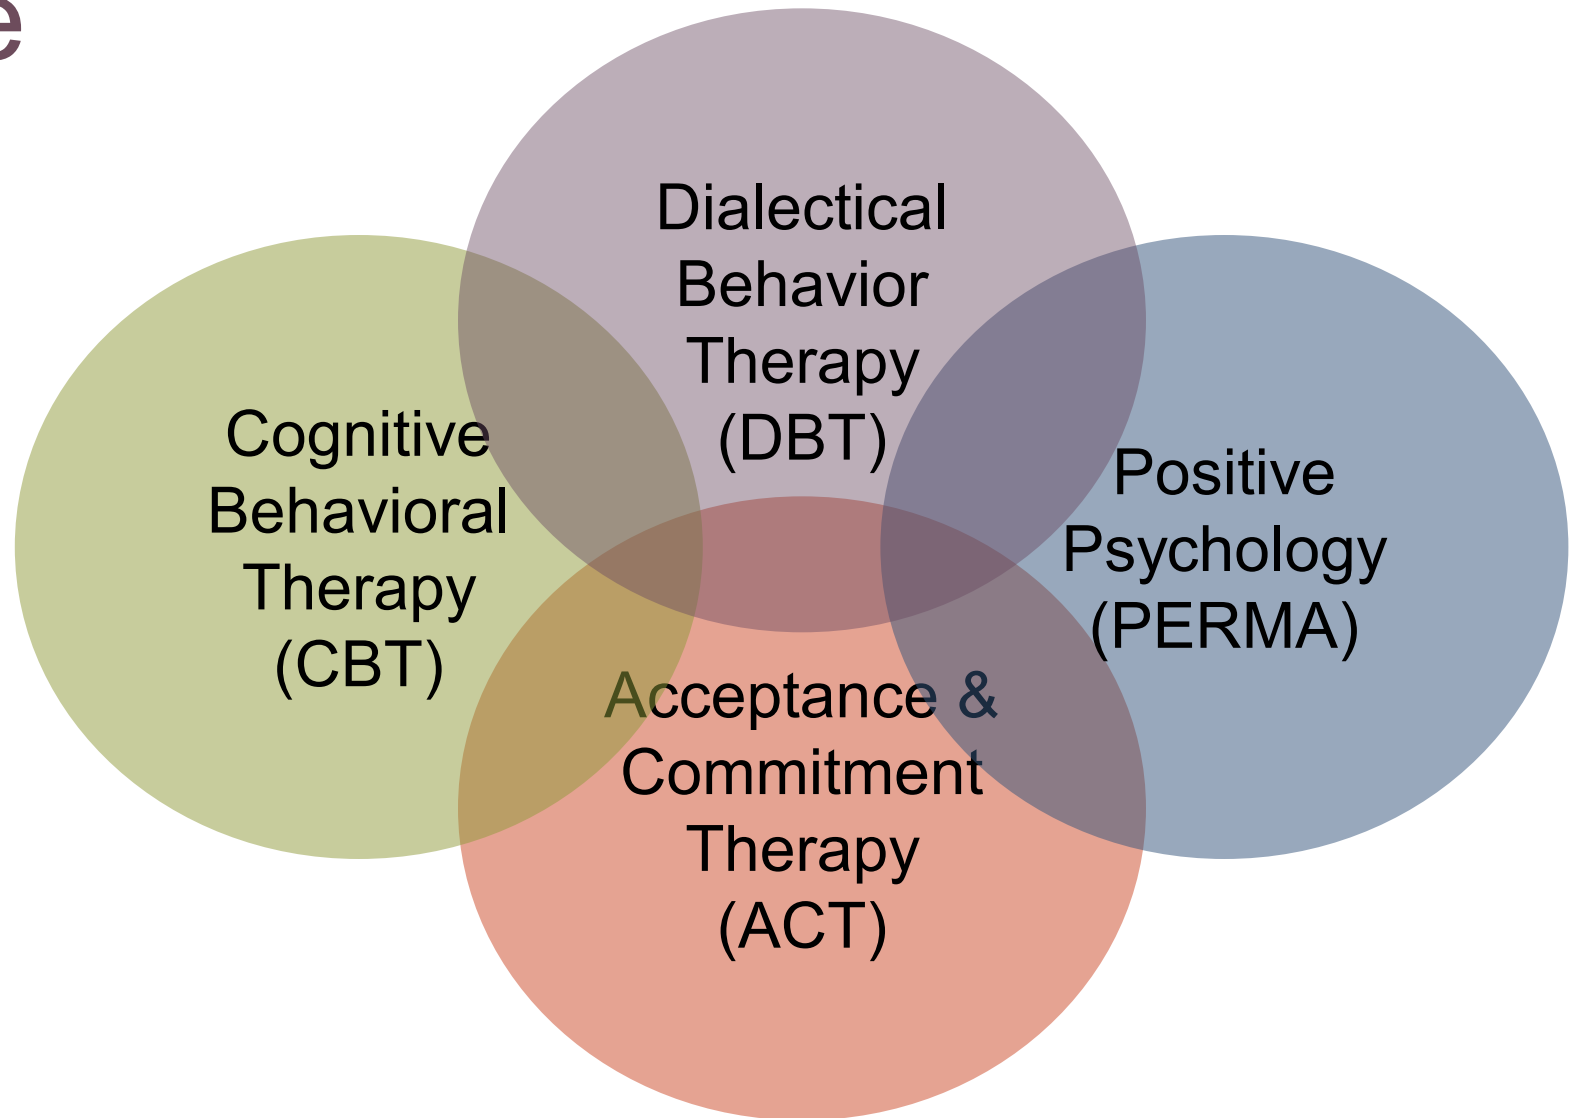 e
Dialectical
Behavior
Therapy
(DBT)
Cognitive
Behavioral
Therapy
(CBT)
Positive
Psychology
(PERMA)
Acceptance &
Commitment
Therapy
(ACT)